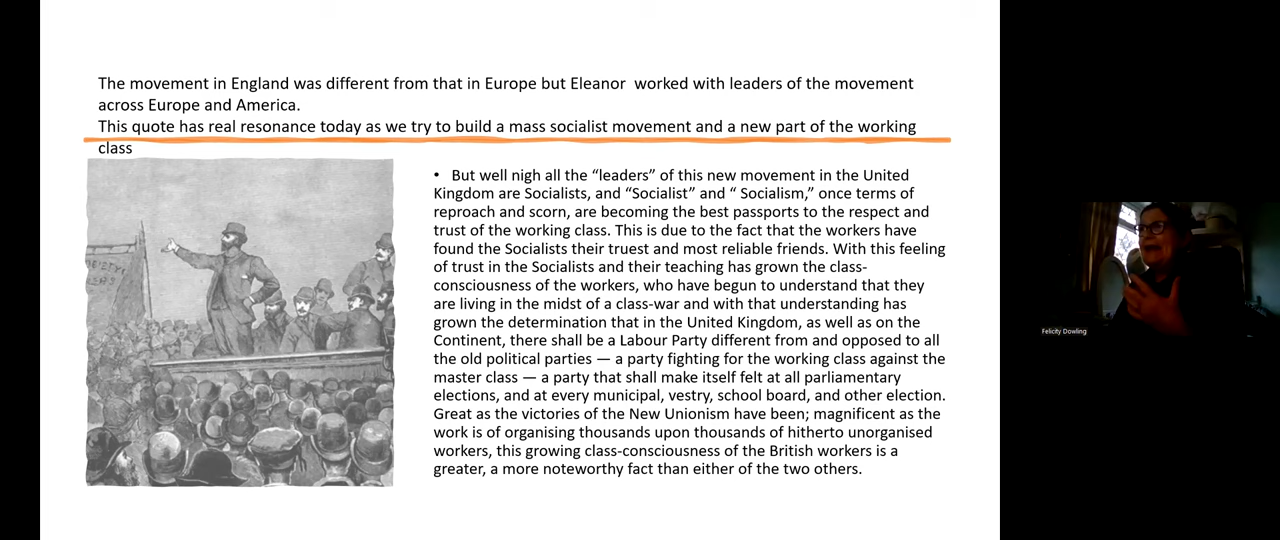 The movement in England was different from that in Europe but Eleanor  worked with leaders of the movement
across Europe and America.
This quote has real resonance today as we try to build a mass socialist movement and a new part of the working
class
• But well nigh all the “leaders” of this new movement in the United
Kingdom are Socialists, and “Socialist” and “ Socialism,” once terms of
reproach and scorn, are becoming the best passports to the respect and
trust of the working class. This is due to the fact that the workers have
found the Socialists their truest and most reliable friends. With this feeling
of trust in the Socialists and their teaching has grown the class-
consciousness of the workers, who have begun to understand that they
are living in the midst of a class-war and with that understanding has
grown the determination that in the United Kingdom, as well as on the
Continent, there shall be a Labour Party different from and opposed to all
the old political parties — a party fighting for the working class against the
master class — a party that shall make itself felt at all parliamentary
elections, and at every municipal, vestry, school board, and other election.
Great as the victories of the New Unionism have been; magnificent as the
work is of organising thousands upon thousands of hitherto unorganised
workers, this growing class-consciousness of the British workers is a
greater, a more noteworthy fact than either of the two others.
Felicity Dowling